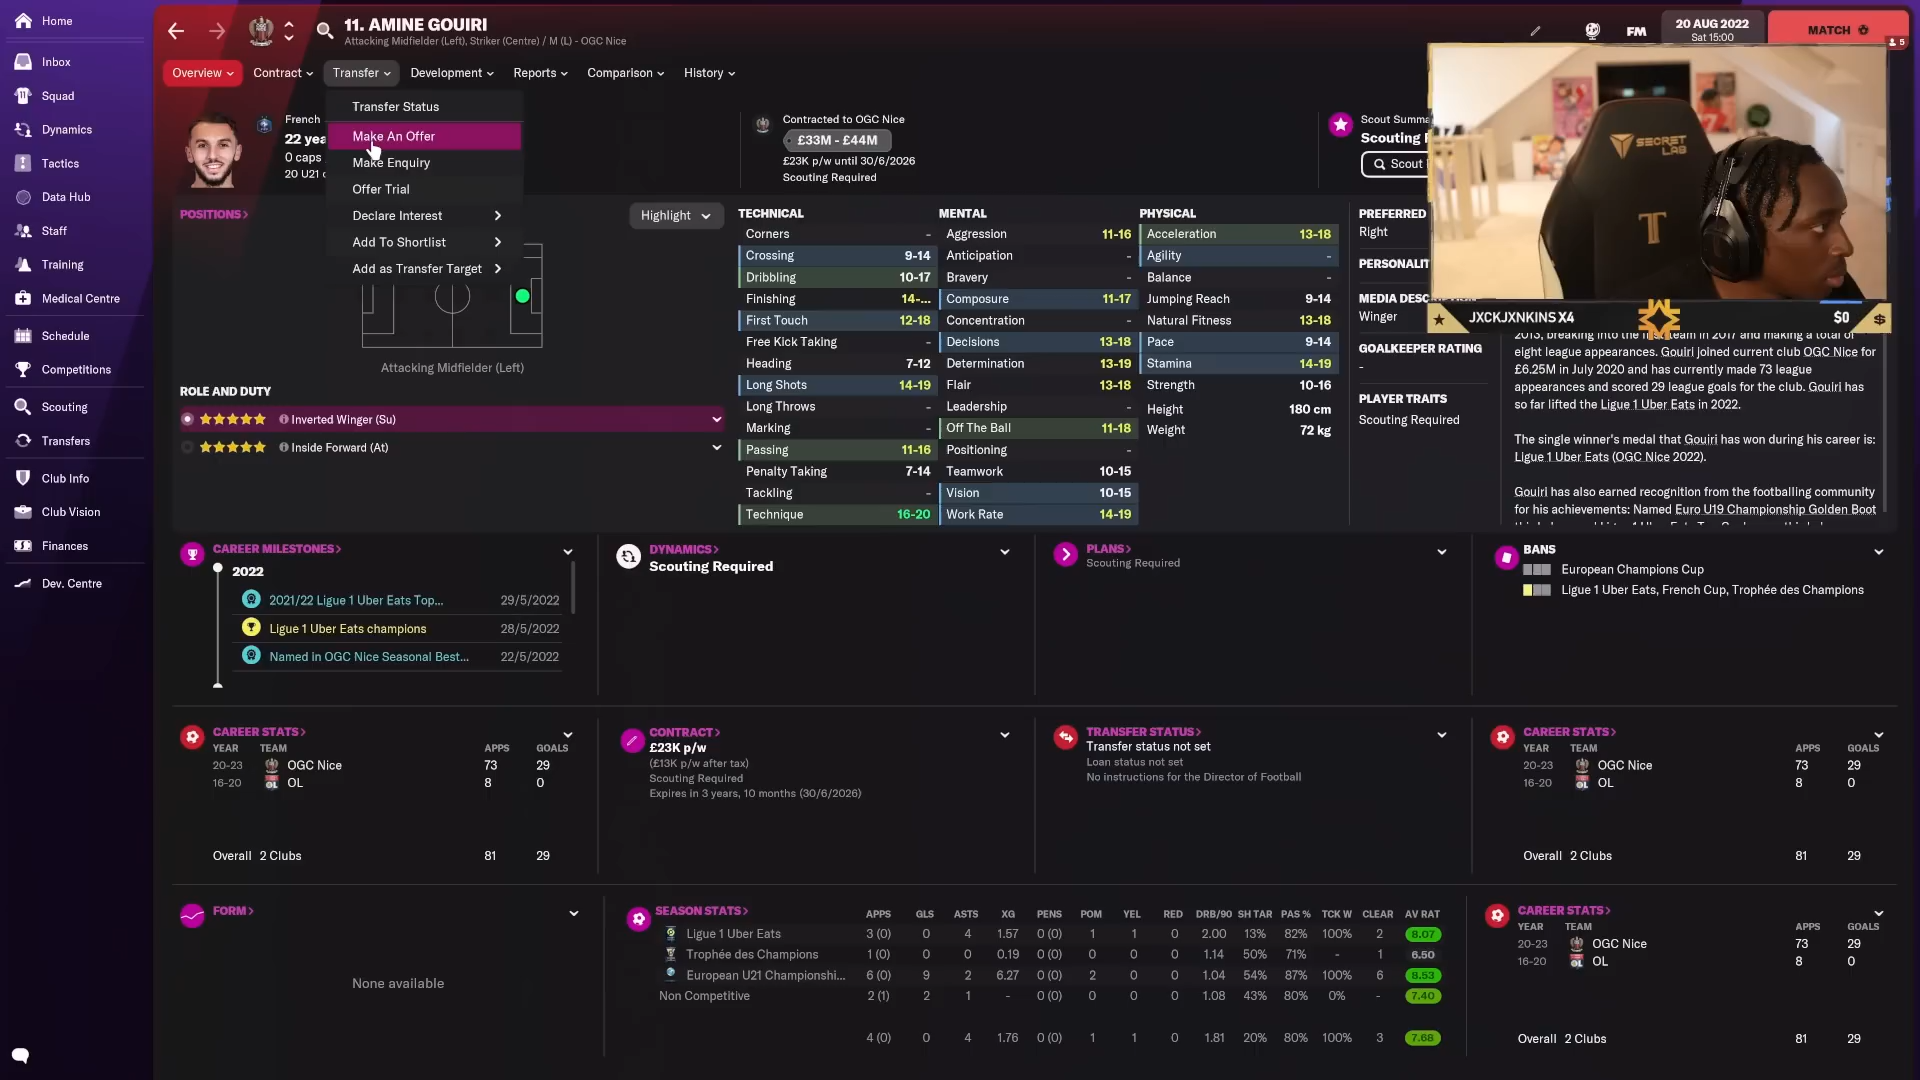 Home
Inbox
Squad
Dynamics
Tactics
Data Hub
Staff
Training
Medical Centre
Schedule
Competitions
Scouting
Transfers
Club Info
Club Vision
Finances
Dev. Centre
11. AMINE GOUIRI
Attacking Midfielder (Left), Striker (Centre) / M (L) - OGC Nice
FM
20 AUG 2022
Sat 15:00
MATCH
5
Overview Contract Transfer Development Reports Comparison History
Transfer Status
Make An Offer
Make Enquiry
Offer Trial
Declare Interest
Add To Shortlist
Add as Transfer Target
French
22 yea
0 caps
20 U21
Contracted to OGC Nice
£33M - £44M
£23K p/w until 30/6/2026
Scouting Required
Scout Summa
Scouting
Scout
SECRET LAB
JXCKJXNKINS X4 $0
POSITIONS>
Highlight
Attacking Midfielder (Left)
ROLE AND DUTY
Inverted Winger (Su)
Inside Forward (At)
TECHNICAL
Corners -
Crossing 9-14
Dribbling 10-17
Finishing 14-...
First Touch 12-18
Free Kick Taking -
Heading 7-12
Long Shots 14-19
Long Throws -
Marking -
Passing 11-16
Penalty Taking 7-14
Tackling -
Technique 16-20
MENTAL
Aggression 11-16
Anticipation -
Bravery -
Composure 11-17
Concentration -
Decisions 13-18
Determination 13-19
Flair 13-18
Leadership -
Off The Ball 11-18
Positioning -
Teamwork 10-15
Vision 10-15
Work Rate 14-19
PHYSICAL
Acceleration 13-18
Agility -
Balance -
Jumping Reach 9-14
Natural Fitness 13-18
Pace 9-14
Stamina 14-19
Strength 10-16
Height 180 cm
Weight 72 kg
PREFERRED
Right
PERSONALIT
MEDIA DESC
Winger
GOALKEEPER RATING
-
PLAYER TRAITS
Scouting Required
2013, breaking into the first team in 2017 and making a total of
eight league appearances. Gouiri joined current club OGC Nice for
£6.25M in July 2020 and has currently made 73 league
appearances and scored 29 league goals for the club. Gouiri has
so far lifted the Ligue 1 Uber Eats in 2022.
The single winner's medal that Gouiri has won during his career is:
Ligue 1 Uber Eats (OGC Nice 2022).
Gouiri has also earned recognition from the footballing community
for his achievements: Named Euro U19 Championship Golden Boot
CAREER MILESTONES>
2022
2021/22 Ligue 1 Uber Eats Top... 29/5/2022
Ligue 1 Uber Eats champions 28/5/2022
Named in OGC Nice Seasonal Best... 22/5/2022
DYNAMICS>
Scouting Required
PLANS>
Scouting Required
BANS
European Champions Cup
Ligue 1 Uber Eats, French Cup, Trophée des Champions
CAREER STATS>
YEAR TEAM APPS GOALS
20-23 OGC Nice 73 29
16-20 OL 8 0
Overall 2 Clubs 81 29
CONTRACT>
£23K p/w
(£13K p/w after tax)
Scouting Required
Expires in 3 years, 10 months (30/6/2026)
TRANSFER STATUS>
Transfer status not set
Loan status not set
No instructions for the Director of Football
CAREER STATS>
YEAR TEAM APPS GOALS
20-23 OGC Nice 73 29
16-20 OL 8 0
Overall 2 Clubs 81 29
FORM>
None available
SEASON STATS> APPS GLS ASTS XG PENS POM YEL RED DRB/90 SH TAR PAS % TCK W CLEAR AV RAT
Ligue 1 Uber Eats 3 (0) 0 4 1.57 0 (0) 1 1 0 2.00 13% 82% 100% 2 8.07
Trophée des Champions 1 (0) 0 0 0.19 0 (0) 0 0 0 1.14 50% 71% - 1 6.50
European U21 Championshi... 6 (0) 9 2 6.27 0 (0) 2 0 0 1.04 54% 87% 100% 6 8.53
Non Competitive 2 (1) 2 1 - 0 (0) 0 0 0 1.08 43% 80% 0% - 7.40
4 (0) 0 4 1.76 0 (0) 1 1 0 1.81 20% 80% 100% 3 7.68
CAREER STATS>
YEAR TEAM APPS GOALS
20-23 OGC Nice 73 29
16-20 OL 8 0
Overall 2 Clubs 81 29